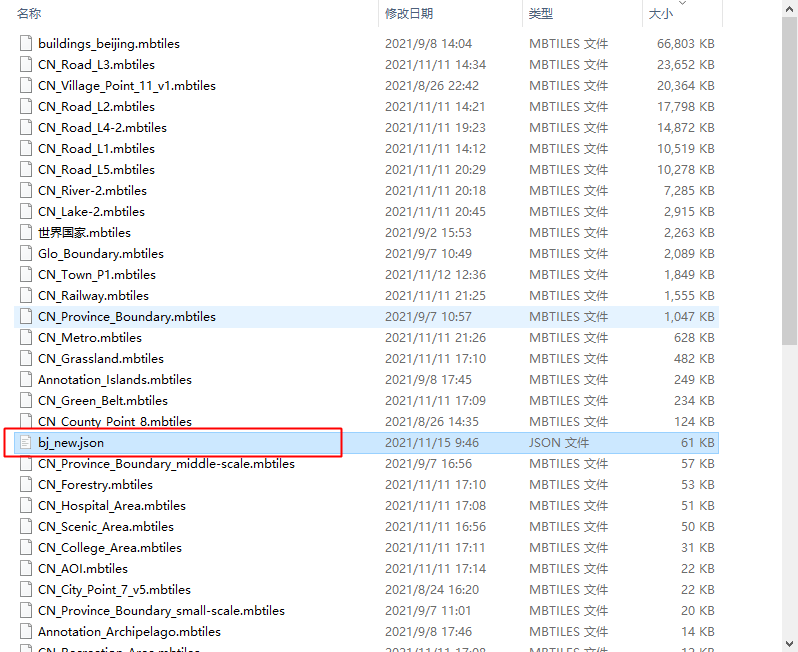 名称 修改日期 类型 大小
buildings_beijing.mbtiles 2021/9/8 14:04 MBTILES 文件 66,803 KB
CN_Road_L3.mbtiles 2021/11/11 14:34 MBTILES 文件 23,652 KB
CN_Village_Point_11_v1.mbtiles 2021/8/26 22:42 MBTILES 文件 20,364 KB
CN_Road_L2.mbtiles 2021/11/11 14:21 MBTILES 文件 17,798 KB
CN_Road_L4-2.mbtiles 2021/11/11 19:23 MBTILES 文件 14,872 KB
CN_Road_L1.mbtiles 2021/11/11 14:12 MBTILES 文件 10,519 KB
CN_Road_L5.mbtiles 2021/11/11 20:29 MBTILES 文件 10,278 KB
CN_River-2.mbtiles 2021/11/11 20:18 MBTILES 文件 7,285 KB
CN_Lake-2.mbtiles 2021/11/11 20:45 MBTILES 文件 2,915 KB
世界国家.mbtiles 2021/9/2 15:53 MBTILES 文件 2,263 KB
Glo_Boundary.mbtiles 2021/9/7 10:49 MBTILES 文件 2,089 KB
CN_Town_P1.mbtiles 2021/11/12 12:36 MBTILES 文件 1,849 KB
CN_Railway.mbtiles 2021/11/11 21:25 MBTILES 文件 1,555 KB
CN_Province_Boundary.mbtiles 2021/9/7 10:57 MBTILES 文件 1,047 KB
CN_Metro.mbtiles 2021/11/11 21:26 MBTILES 文件 628 KB
CN_Grassland.mbtiles 2021/11/11 17:10 MBTILES 文件 482 KB
Annotation_Islands.mbtiles 2021/9/8 17:45 MBTILES 文件 249 KB
CN_Green_Belt.mbtiles 2021/11/11 17:09 MBTILES 文件 234 KB
CN_County_Point_8.mbtiles 2021/8/26 14:35 MBTILES 文件 124 KB
bj_new.json 2021/11/15 9:46 JSON 文件 61 KB
CN_Province_Boundary_middle-scale.mbtiles 2021/9/7 16:56 MBTILES 文件 57 KB
CN_Forestry.mbtiles 2021/11/11 17:10 MBTILES 文件 53 KB
CN_Hospital_Area.mbtiles 2021/11/11 17:08 MBTILES 文件 51 KB
CN_Scenic_Area.mbtiles 2021/11/11 16:56 MBTILES 文件 50 KB
CN_College_Area.mbtiles 2021/11/11 17:11 MBTILES 文件 31 KB
CN_AOI.mbtiles 2021/11/11 17:14 MBTILES 文件 22 KB
CN_City_Point_7_v5.mbtiles 2021/8/24 16:20 MBTILES 文件 22 KB
CN_Province_Boundary_small-scale.mbtiles 2021/9/7 11:01 MBTILES 文件 20 KB
Annotation_Archipelago.mbtiles 2021/9/8 17:46 MBTILES 文件 14 KB
CN_Recreation_Area.mbtiles 2021/11/11 17:08 MBTILES 文件 13 KB